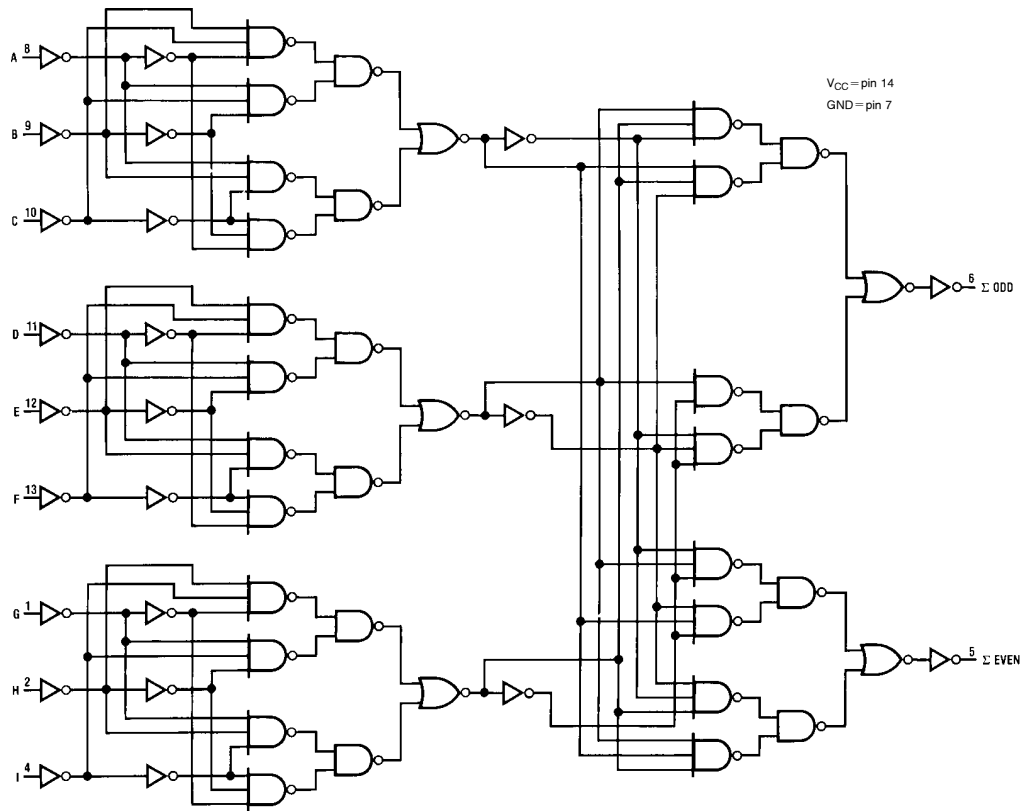 A 8
B 9
C 10
V_CC = pin 14
GND = pin 7
D 11
E 12
F 13
6 Σ ODD
G 1
H 2
I 4
5 Σ EVEN